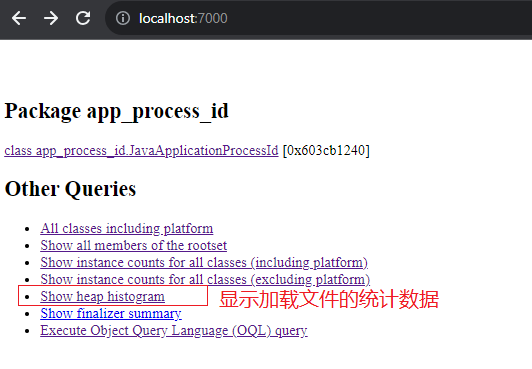 localhost:7000
Package app_process_id
class app_process_id.JavaApplicationProcessId [0x603cb1240]
Other Queries
All classes including platform
Show all members of the rootset
Show instance counts for all classes (including platform)
Show instance counts for all classes (excluding platform)
Show heap histogram 显示加载文件的统计数据
Show finalizer summary
Execute Object Query Language (OQL) query